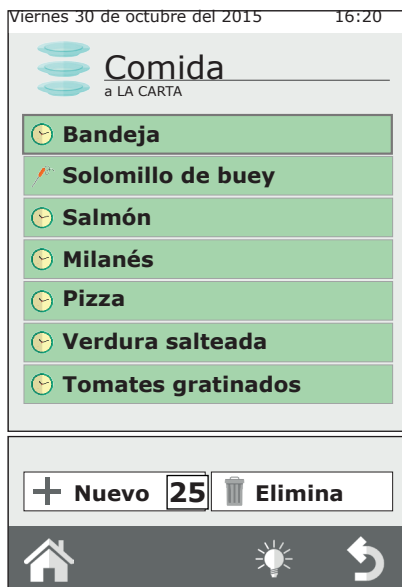 Viernes 30 de octubre del 2015 16:20
Comida
a LA CARTA
Bandeja
Solomillo de buey
Salmón
Milanés
Pizza
Verdura salteada
Tomates gratinados
Nuevo 25 Elimina